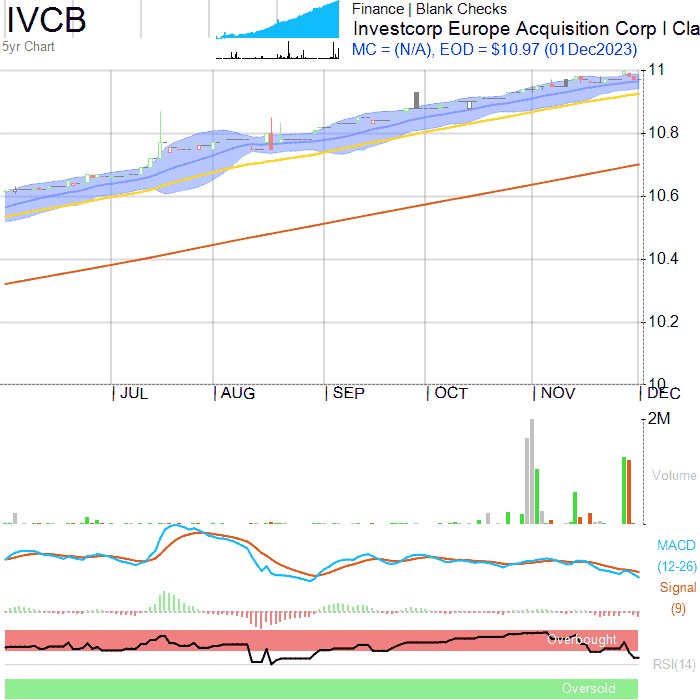 IVCB
5yr Chart
Finance | Blank Checks
Investcorp Europe Acquisition Corp I Cla
MC = (N/A), EOD = $10.97 (01Dec2023)
11
10.8
10.6
10.4
10.2
10
JUL AUG SEP OCT NOV DEC
2M
Volume
MACD
(12-26)
Signal
(9)
Overbought
RSI(14)
Oversold